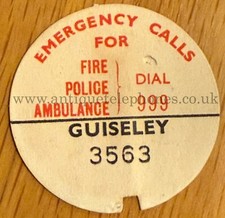 EMERGENCY CALLS
FOR
FIRE
POLICE DIAL
AMBULANCE 999
www.antiquetelephones.co.uk
GUISELEY
3563